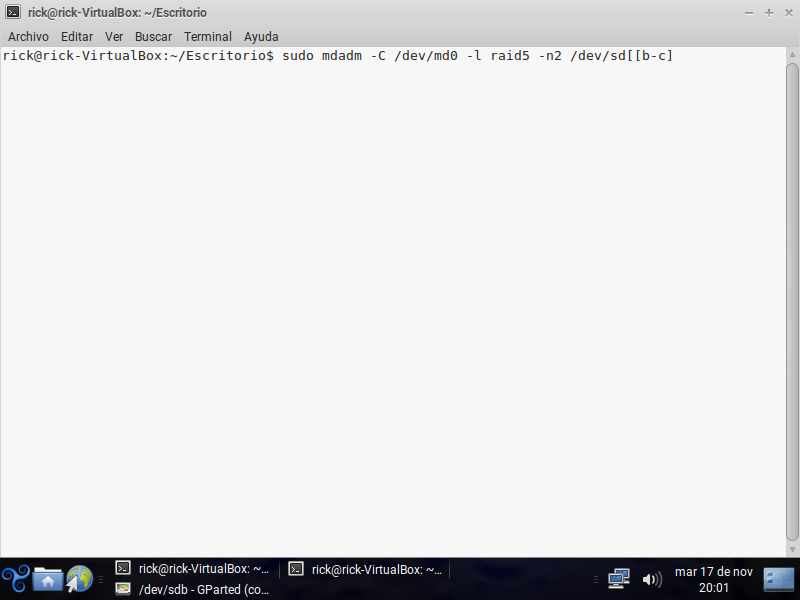 rick@rick-VirtualBox: ~/Escritorio
Archivo Editar Ver Buscar Terminal Ayuda
rick@rick-VirtualBox:~/Escritorio$ sudo mdadm -C /dev/md0 -l raid5 -n2 /dev/sd[[b-c]
rick@rick-VirtualBox: ~...
/dev/sdb - GParted (co...
rick@rick-VirtualBox: ~...
mar 17 de nov
20:01